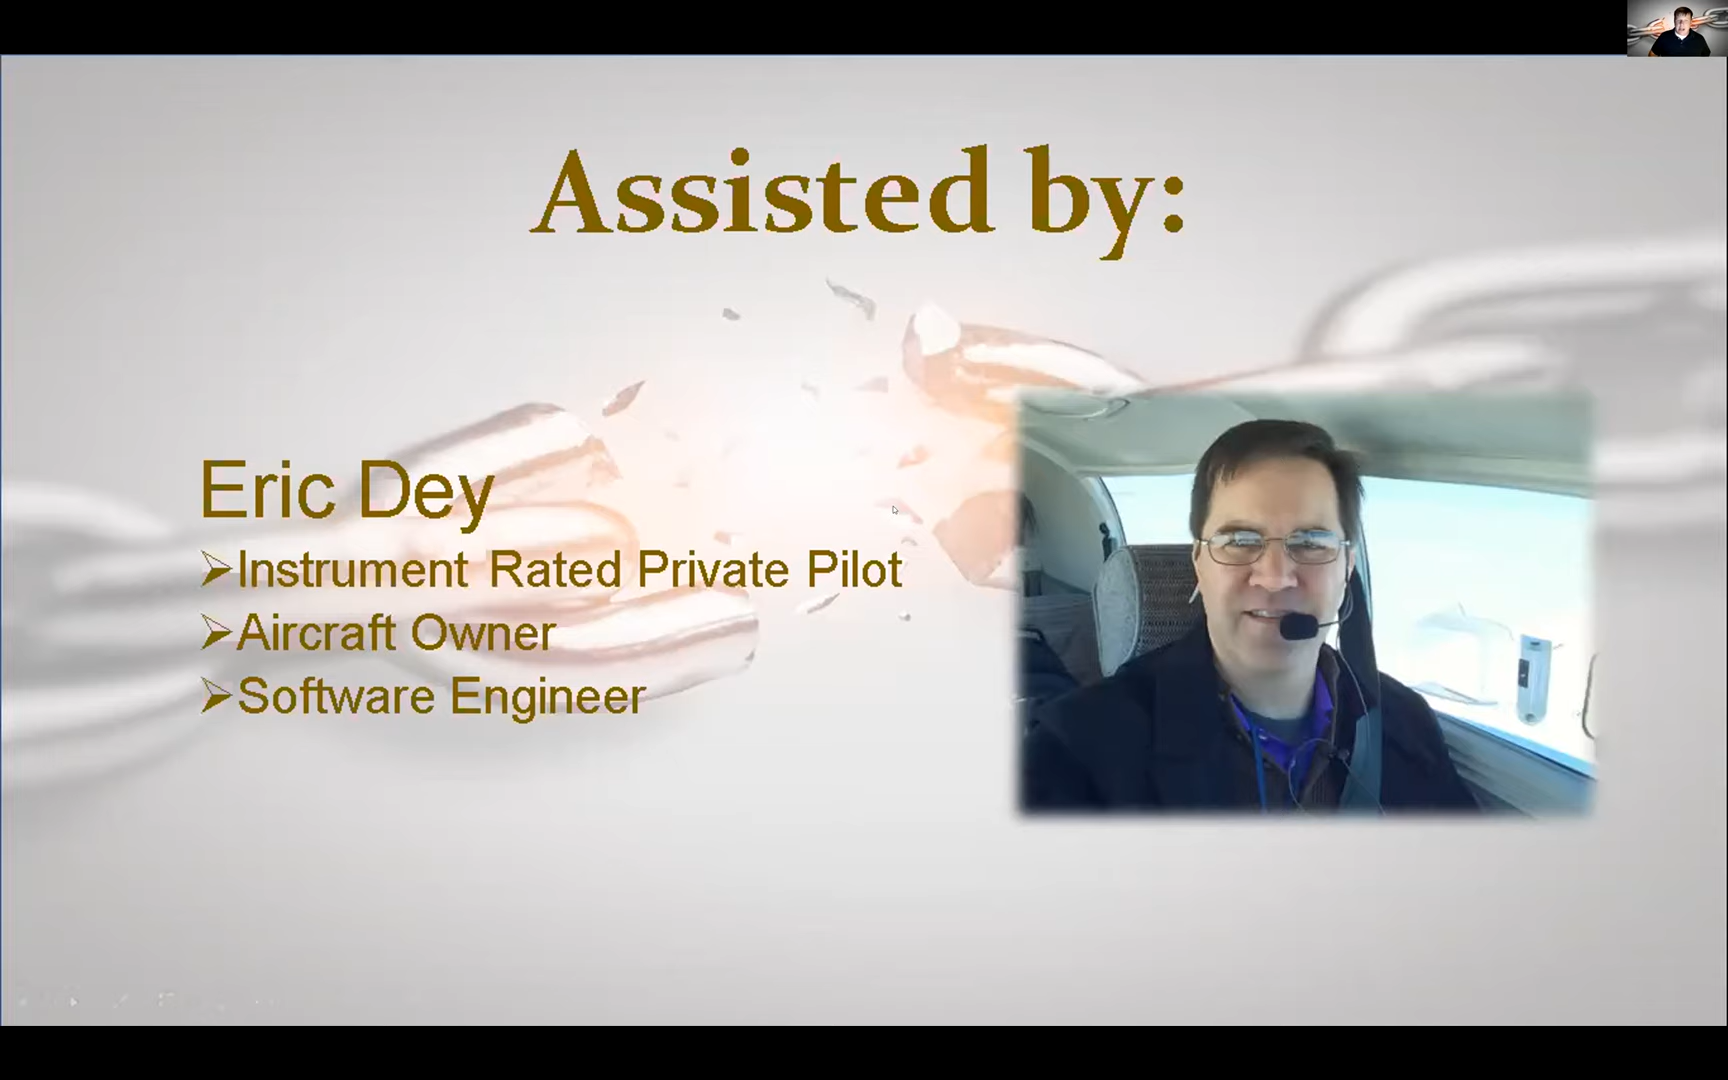 Assisted by:
Eric Dey
➢Instrument Rated Private Pilot
➢Aircraft Owner
➢Software Engineer